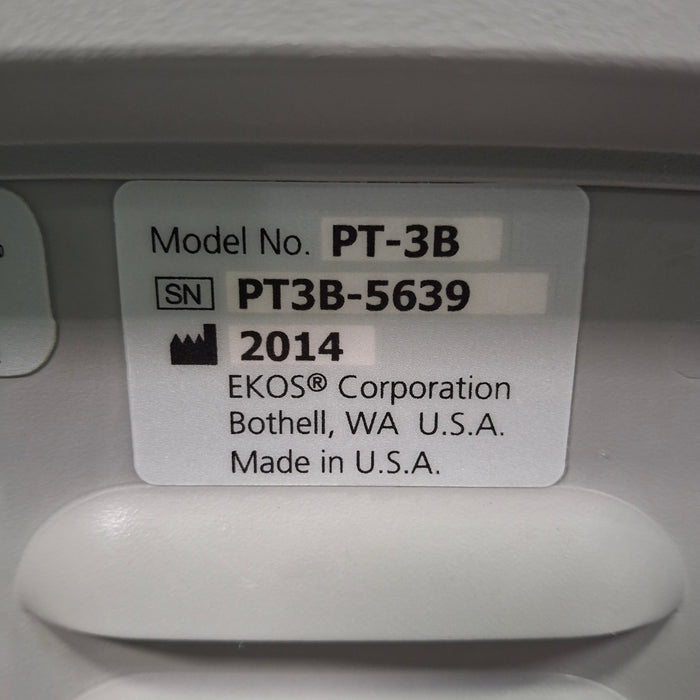 Model No. PT-3B
SN PT3B-5639
2014
EKOS® Corporation
Bothell, WA U.S.A.
Made in U.S.A.